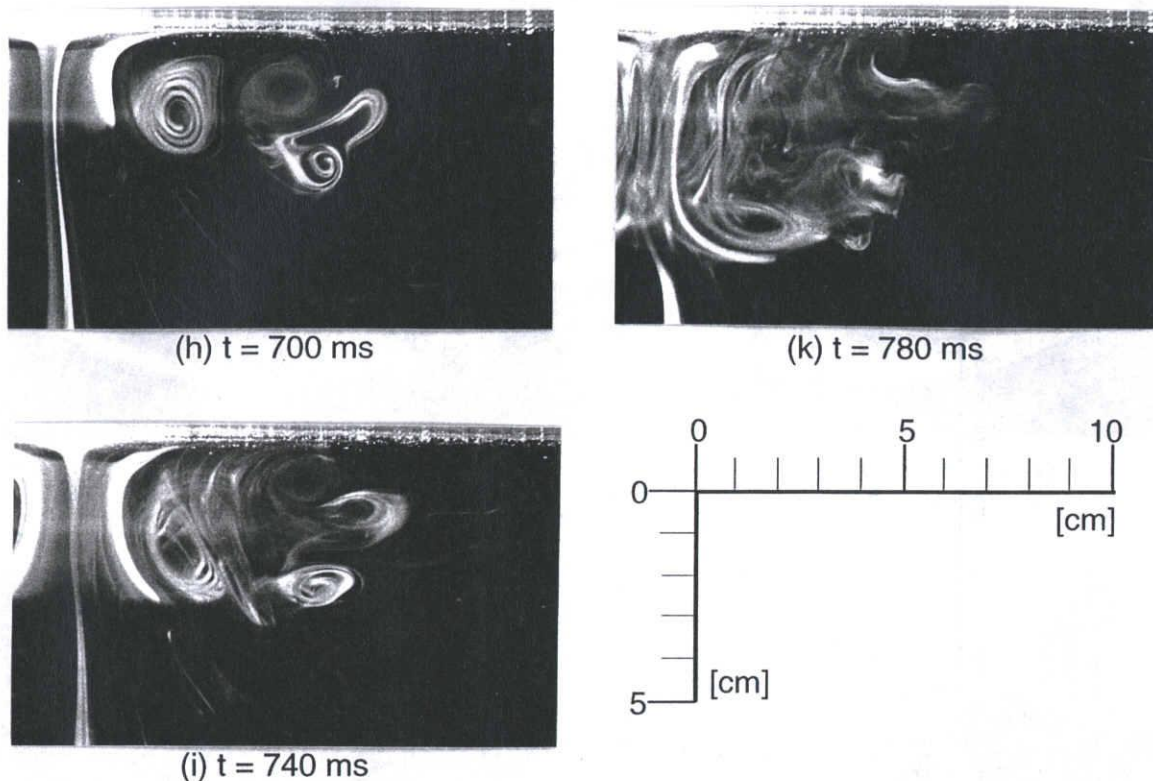 (h) t = 700 ms
(k) t = 780 ms
(i) t = 740 ms
0 5 10
0
[cm]
[cm]
5